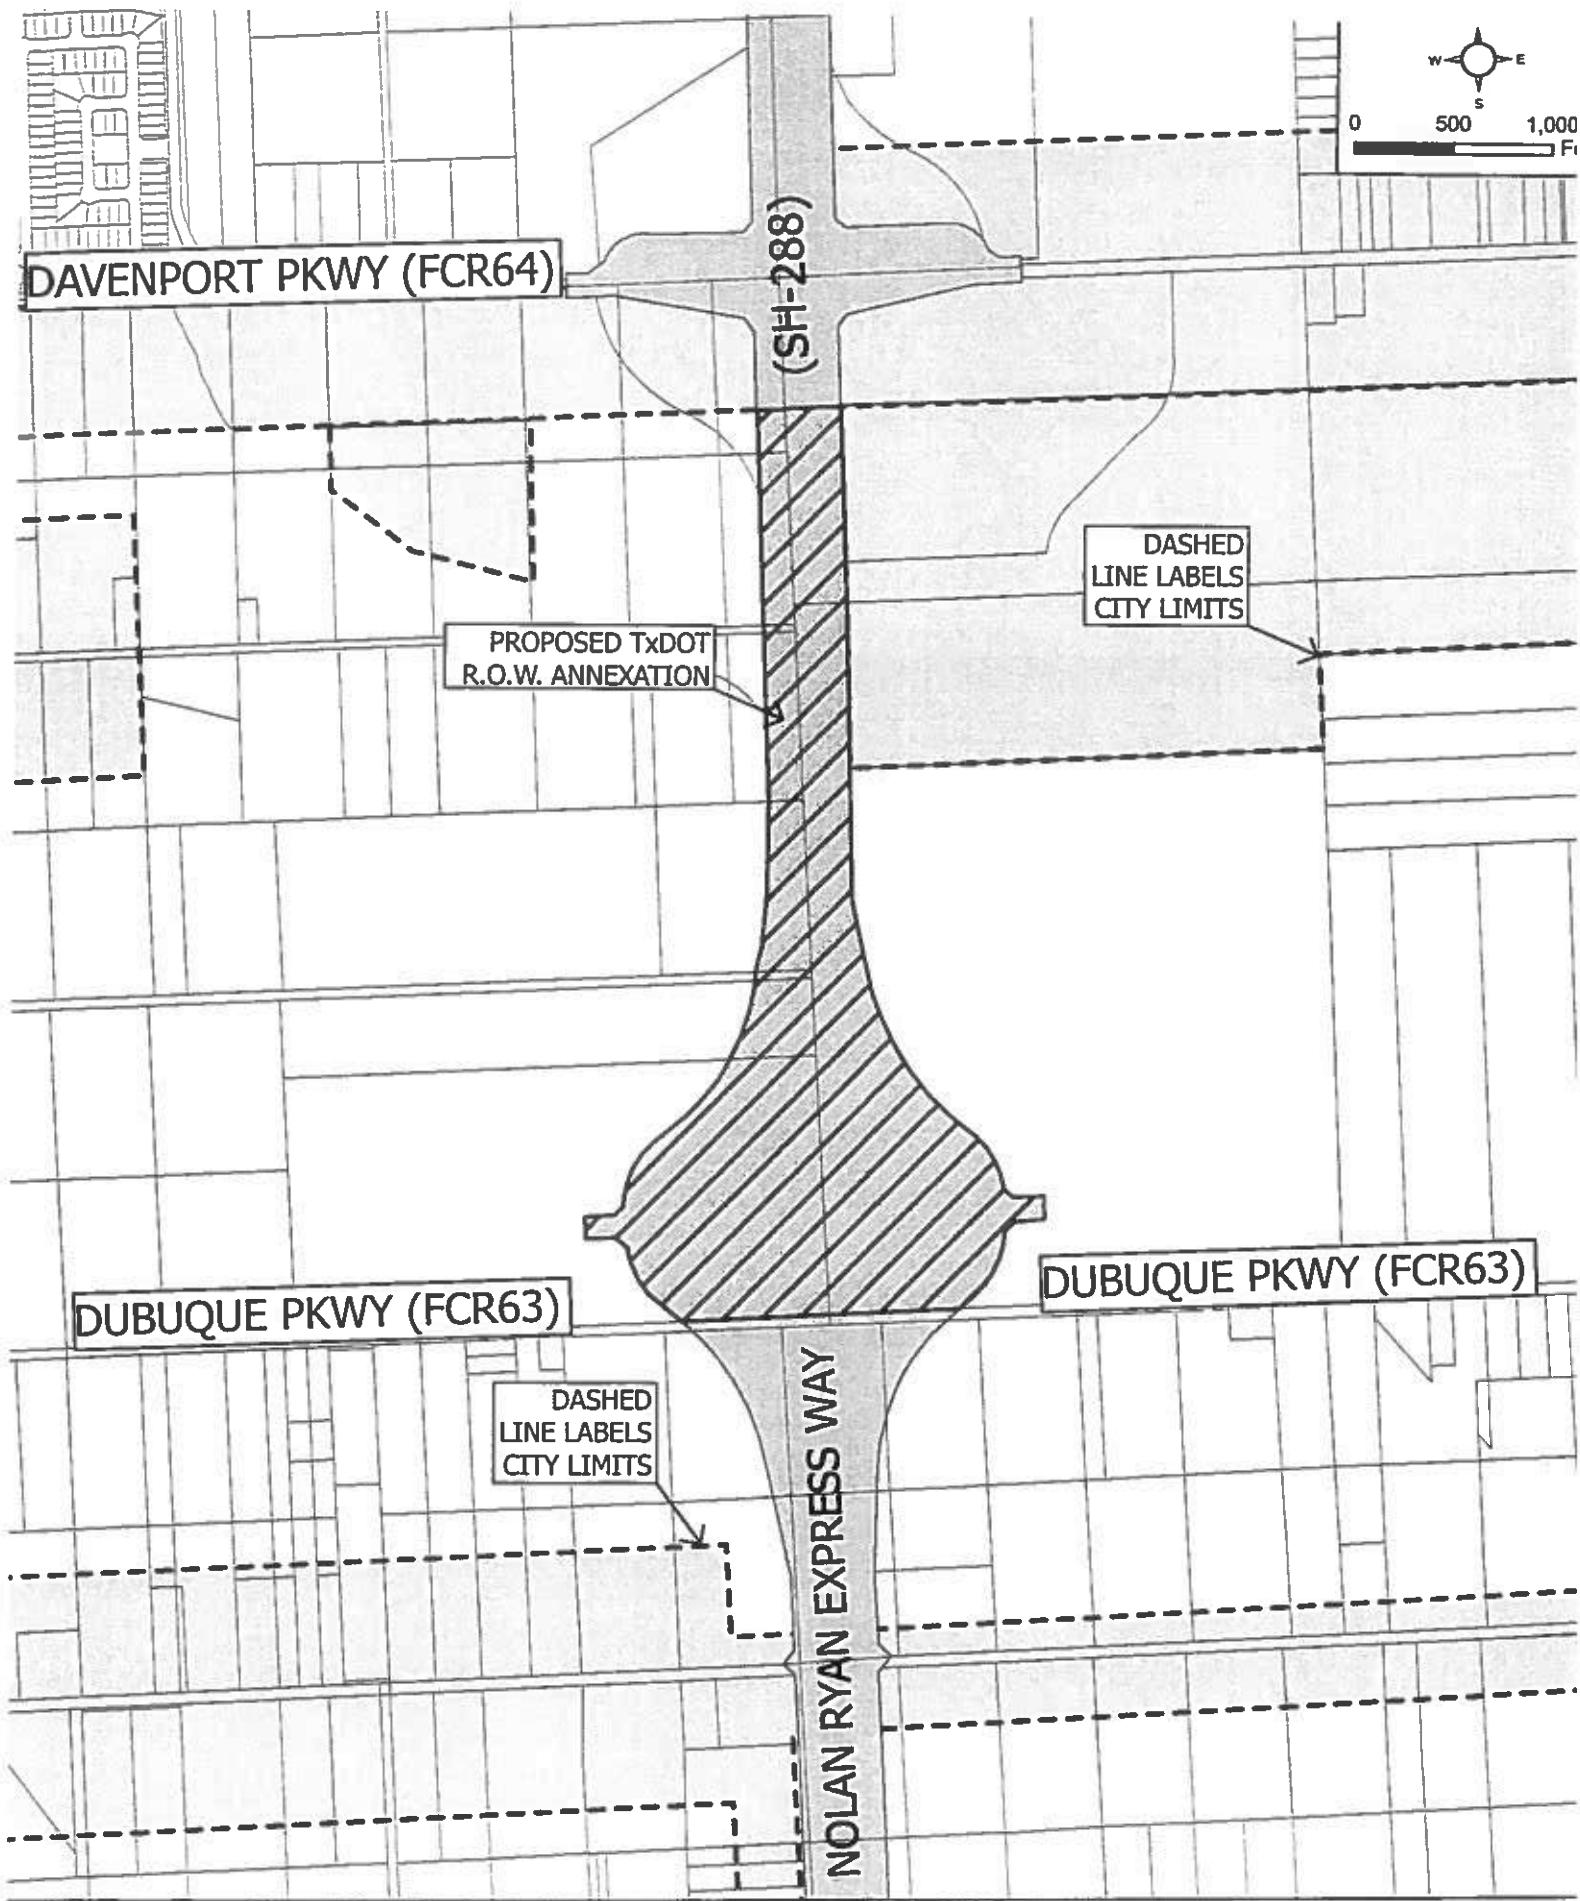 W E
S
0 500 1,000
DAVENPORT PKWY (FCR64)
(SH-288)
DASHED
LINE LABELS
CITY LIMITS
PROPOSED TxDOT
R.O.W. ANNEXATION
DUBUQUE PKWY (FCR63)
DUBUQUE PKWY (FCR63)
DASHED
LINE LABELS
CITY LIMITS
NOLAN RYAN EXPRESS WAY